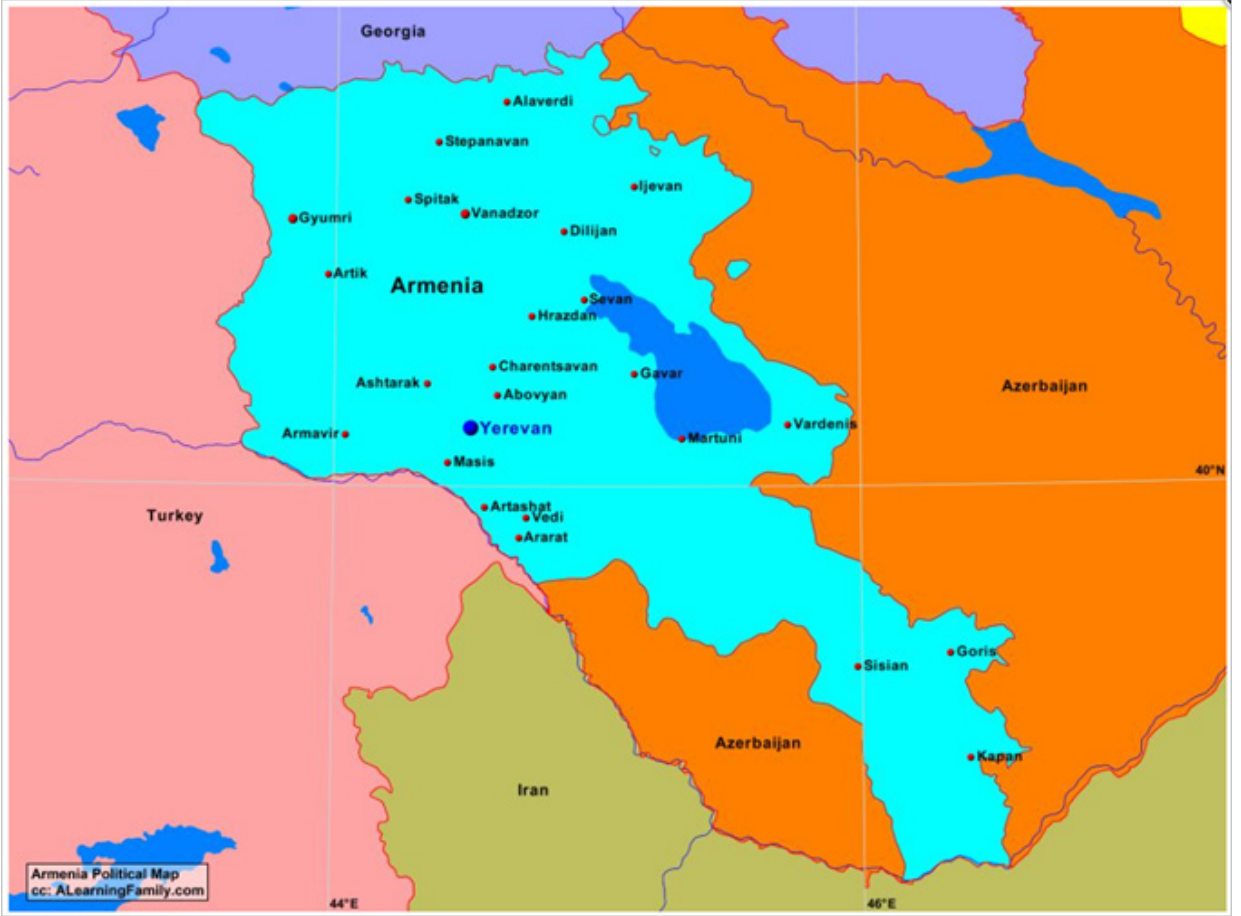 Georgia
Alaverdi
Stepanavan
Ijevan
Spitak
Vanadzor
Gyumri
Dilijan
Artik
Armenia
Sevan
Hrazdan
Charentsavan
Gavar
Ashtarak
Azerbaijan
Abovyan
Vardenis
Yerevan
Armavir
Martuni
Masis
40°N
Artashat
Turkey
Vedi
Ararat
Goris
Sisian
Azerbaijan
Kapan
Iran
Armenia Political Map
cc: ALearningFamily.com
44°E
46°E